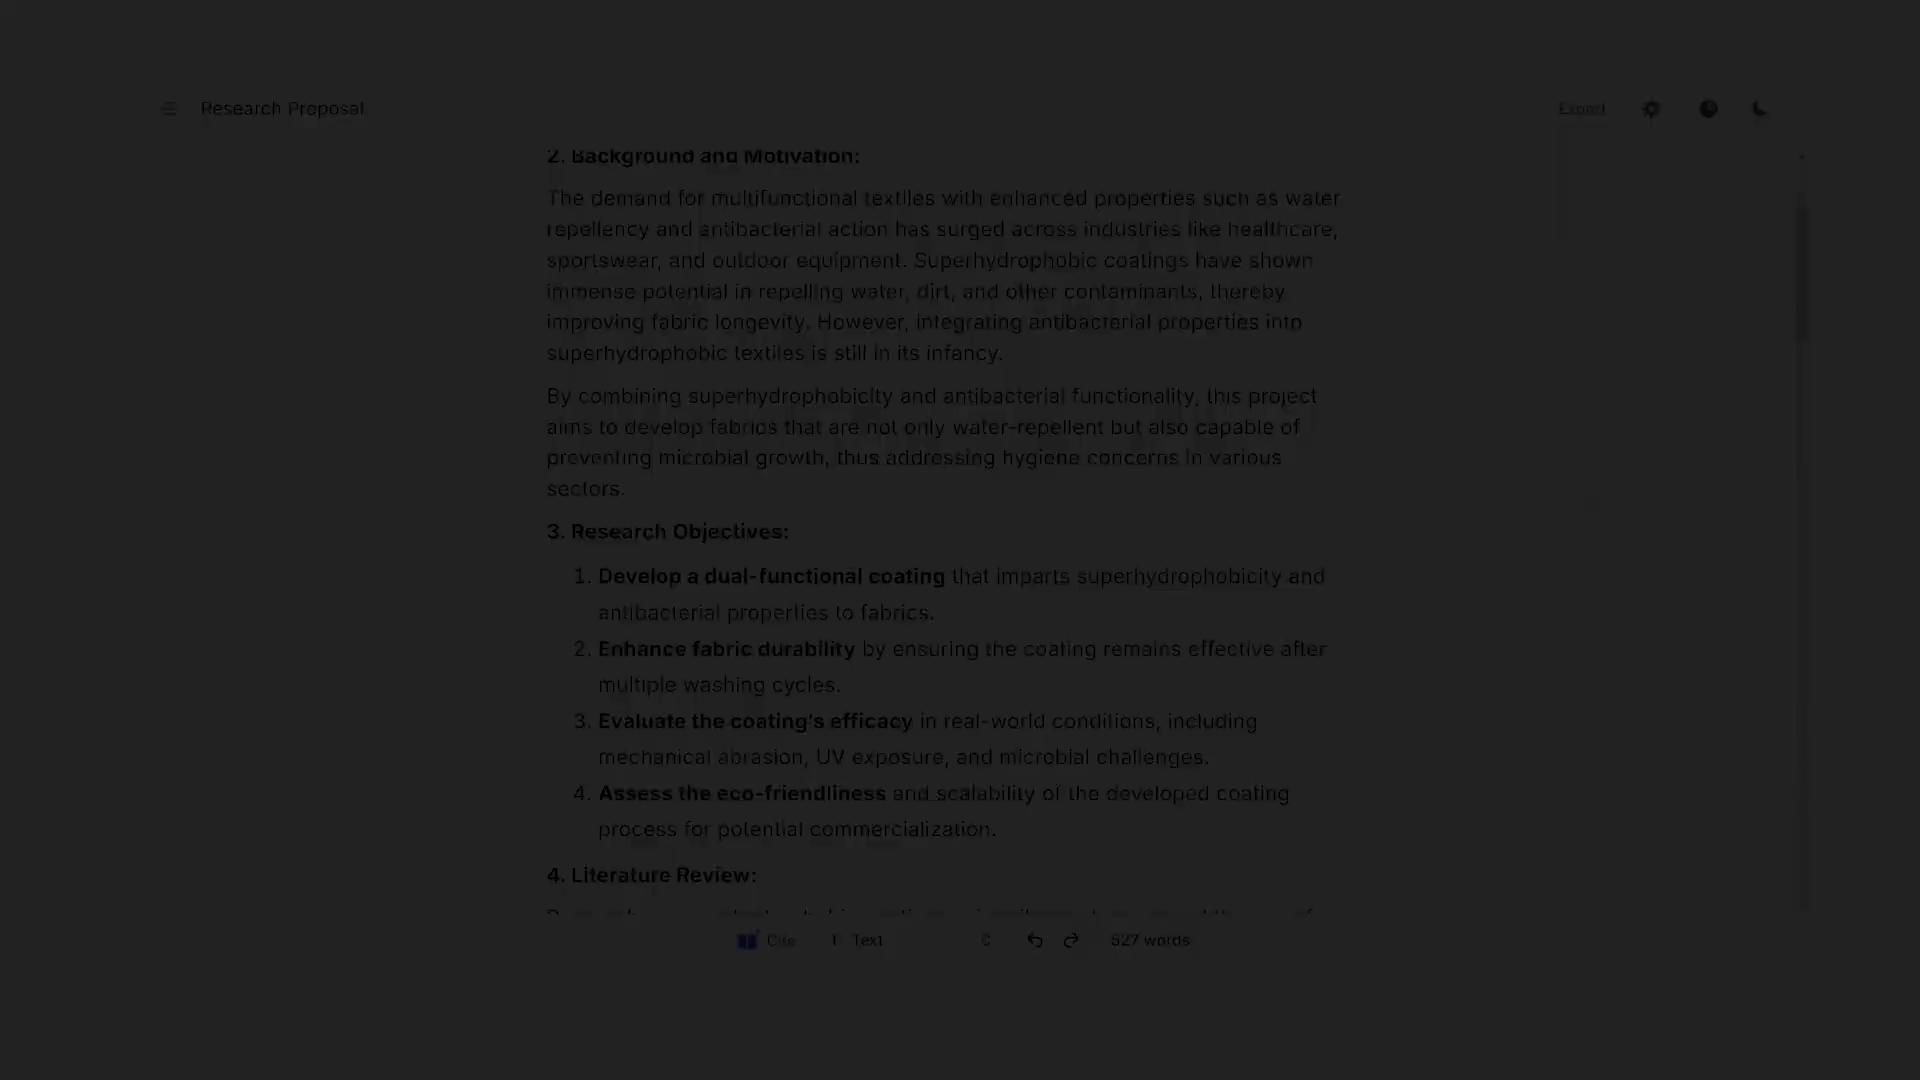 Research Proposal
Export
2. Background and Motivation:
The demand for multifunctional textiles with enhanced properties such as water
repellency and antibacterial action has surged across industries like healthcare,
sportswear, and outdoor equipment. Superhydrophobic coatings have shown
immense potential in repelling water, dirt, and other contaminants, thereby
improving fabric longevity. However, integrating antibacterial properties into
superhydrophobic textiles is still in its infancy.
By combining superhydrophobicity and antibacterial functionality, this project
aims to develop fabrics that are not only water-repellent but also capable of
preventing microbial growth, thus addressing hygiene concerns in various
sectors.
3. Research Objectives:
1. Develop a dual-functional coating that imparts superhydrophobicity and
antibacterial properties to fabrics.
2. Enhance fabric durability by ensuring the coating remains effective after
multiple washing cycles.
3. Evaluate the coating's efficacy in real-world conditions, including
mechanical abrasion, UV exposure, and microbial challenges.
4. Assess the eco-friendliness and scalability of the developed coating
process for potential commercialization.
4. Literature Review:
Cite T Text 527 words